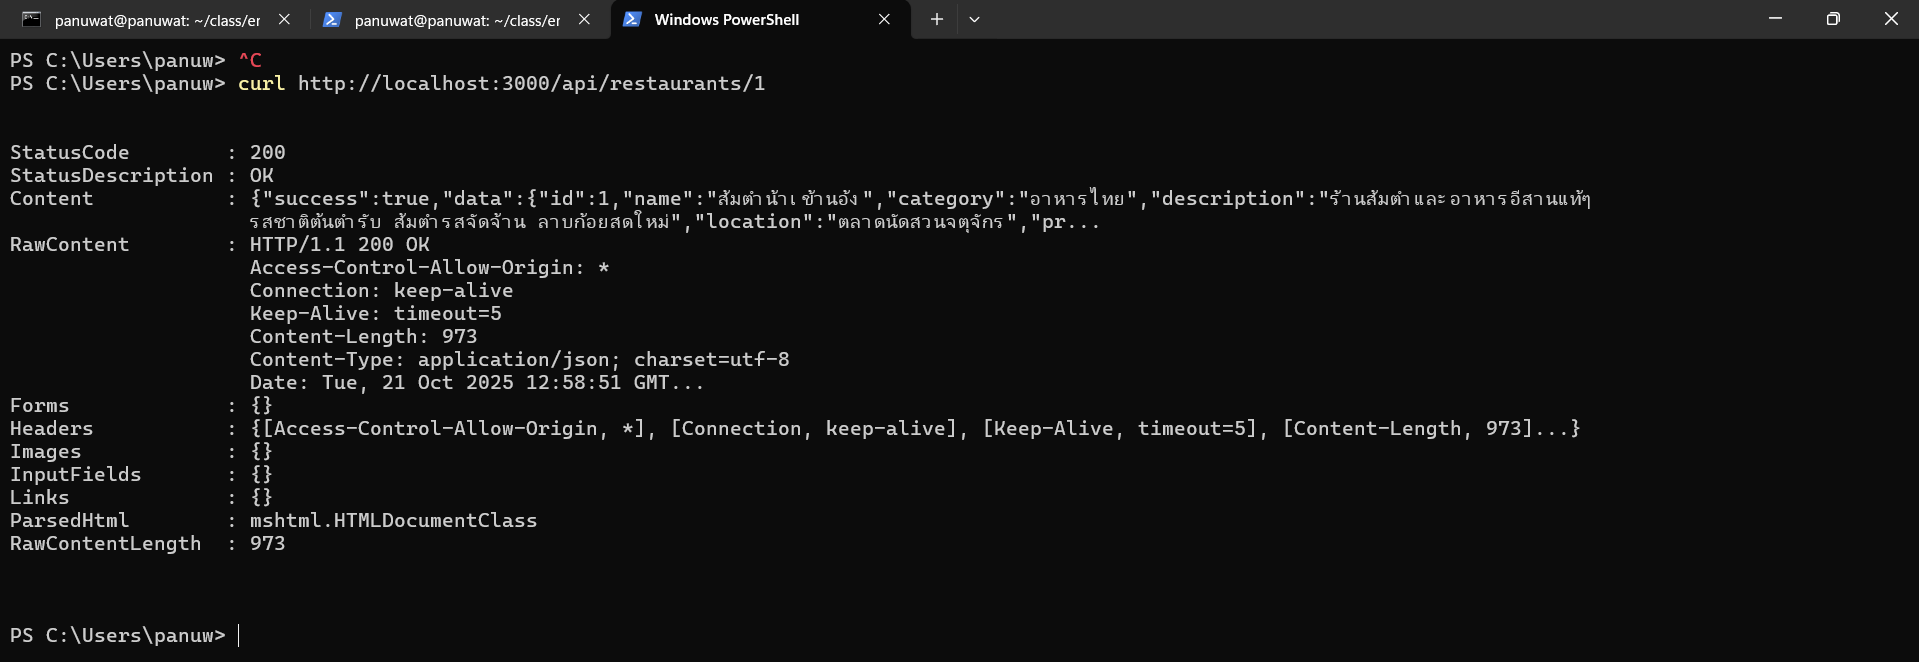 panuwat@panuwat: ~/class/er
panuwat@panuwat: ~/class/er
Windows PowerShell
PS C:\Users\panuw> ^C
PS C:\Users\panuw> curl http://localhost:3000/api/restaurants/1
StatusCode : 200
StatusDescription : OK
Content : {"success":true,"data":{"id":1,"name":"ส้มตำน้าเข้านอ้ง","category":"อาหารไทย","description":"ร้านส้มตำและอาหารอีสานแท้ๆ
รสชาติต้นตำรับ ส้มตำรสจัดจ้าน ลาบก้อยสดใหม่","location":"ตลาดนัดสวนจตุจักร","pr...
RawContent : HTTP/1.1 200 OK
Access-Control-Allow-Origin: *
Connection: keep-alive
Keep-Alive: timeout=5
Content-Length: 973
Content-Type: application/json; charset=utf-8
Date: Tue, 21 Oct 2025 12:58:51 GMT...
Forms : {}
Headers : {[Access-Control-Allow-Origin, *], [Connection, keep-alive], [Keep-Alive, timeout=5], [Content-Length, 973]...}
Images : {}
InputFields : {}
Links : {}
ParsedHtml : mshtml.HTMLDocumentClass
RawContentLength : 973
PS C:\Users\panuw>